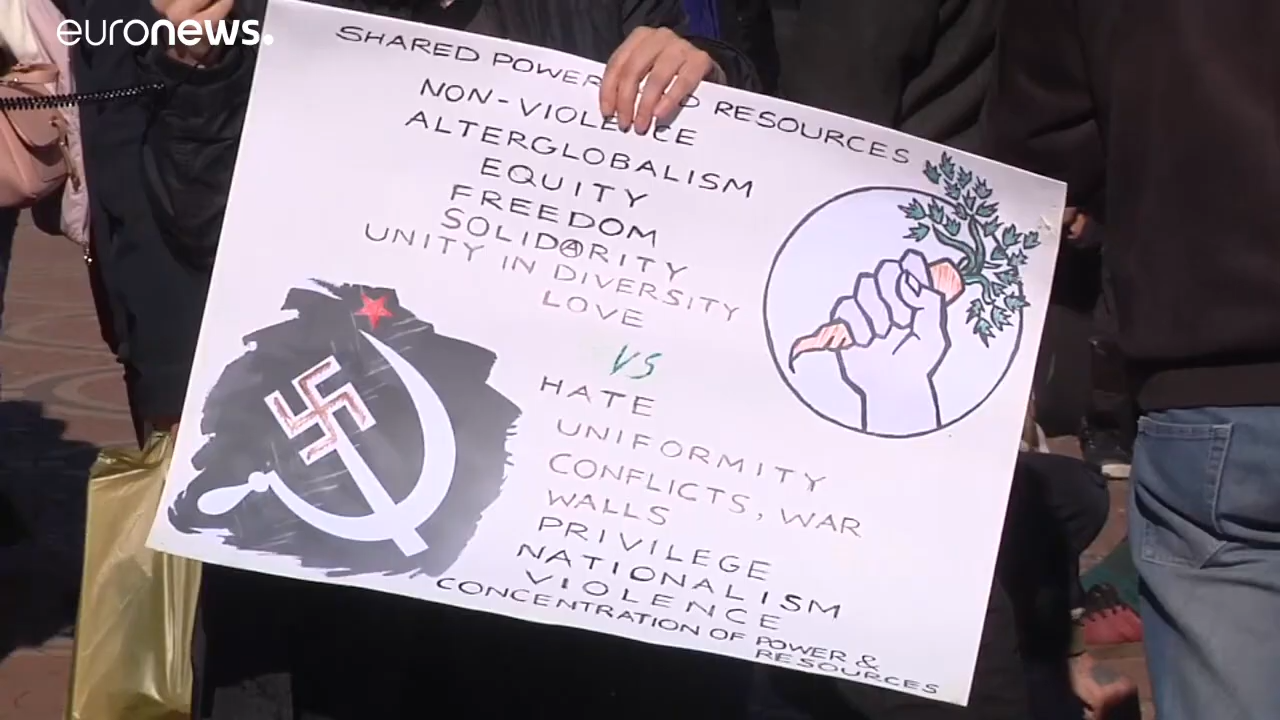 euronews.
SHARED POWER D RESOURCES
NON-VIOLENCE
ALTERGLOBALISM
EQUITY
FREEDOM
SOLIDARITY
UNITY IN DIVERSITY
LOVE
VS
HATE
UNIFORMITY
CONFLICTS, WAR
WALLS
PRIVILEGE
NATIONALISM
VIOLENCE
CONCENTRATION OF POWER &
RESOURCES